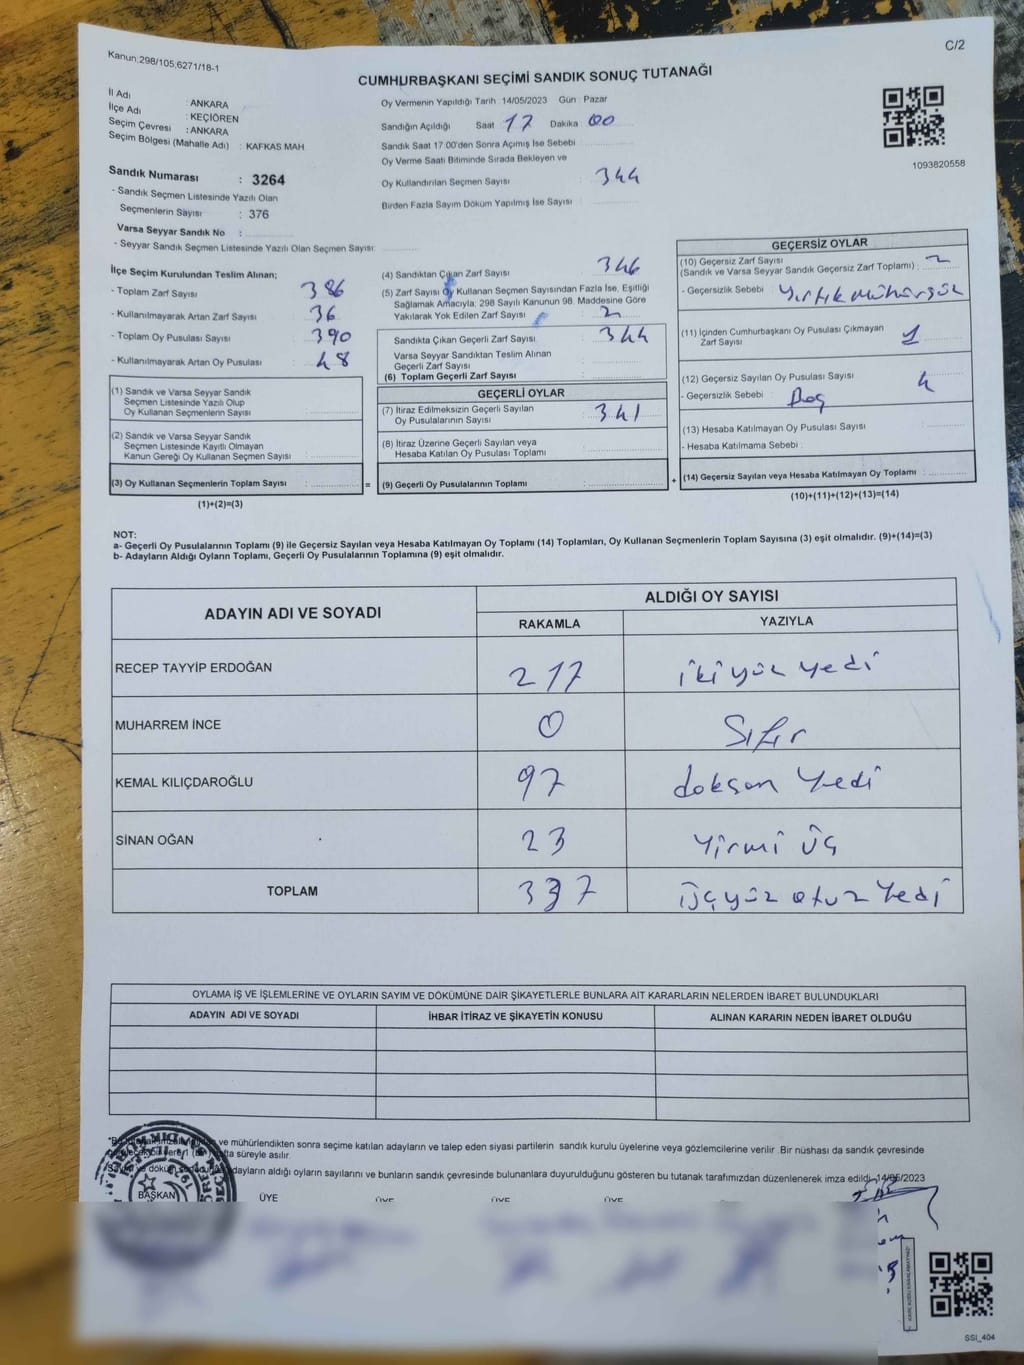 Kanun;298/105,6271/18-1
C/2
CUMHURBAŞKANI SEÇİMİ SANDIK SONUÇ TUTANAĞI
İl Adı : ANKARA
İlçe Adı : KEÇİÖREN
Seçim Çevresi : ANKARA
Seçim Bölgesi (Mahalle Adı) : KAFKAS MAH
Sandık Numarası : 3264
- Sandık Seçmen Listesinde Yazılı Olan
Seçmenlerin Sayısı : 376
Varsa Seyyar Sandık No :
- Seyyar Sandık Seçmen Listesinde Yazılı Olan Seçmen Sayısı:
Oy Vermenin Yapıldığı Tarih :14/05/2023 Gün : Pazar
Sandığın Açıldığı Saat 17 Dakika 00
Sandık Saat 17.00'den Sonra Açımış İse Sebebi
Oy Verme Saati Bitiminde Sırada Bekleyen ve
Oy Kullandırılan Seçmen Sayısı 344
Birden Fazla Sayım Döküm Yapılmış İse Sayısı
1093820558
İlçe Seçim Kurulundan Teslim Alınan;
- Toplam Zarf Sayısı 386
- Kullanılmayarak Artan Zarf Sayısı 36
- Toplam Oy Pusulası Sayısı 390
- Kullanılmayarak Artan Oy Pusulası 48
(1) Sandık ve Varsa Seyyar Sandık
Seçmen Listesinde Yazılı Olup
Oy Kullanan Seçmenlerin Sayısı
(2) Sandık ve Varsa Seyyar Sandık
Seçmen Listesinde Kayıtlı Olmayan
Kanun Gereği Oy Kullanan Seçmen Sayısı
(3) Oy Kullanan Seçmenlerin Toplam Sayısı =
(1)+(2)=(3)
(4) Sandıktan Çıkan Zarf Sayısı 346
(5) Zarf Sayısı Oy Kullanan Seçmen Sayısından Fazla İse, Eşitliği
Sağlamak Amacıyla, 298 Sayılı Kanunun 98. Maddesine Göre
Yakılarak Yok Edilen Zarf Sayısı 2
Sandıkta Çıkan Geçerli Zarf Sayısı 344
Varsa Seyyar Sandıktan Teslim Alınan
Geçerli Zarf Sayısı
(6) Toplam Geçerli Zarf Sayısı
GEÇERLİ OYLAR
(7) İtiraz Edilmeksizin Geçerli Sayılan
Oy Pusulalarının Sayısı 341
(8) İtiraz Üzerine Geçerli Sayılan veya
Hesaba Katılan Oy Pusulası Toplamı
(9) Geçerli Oy Pusulalarının Toplamı +
GEÇERSİZ OYLAR
(10) Geçersiz Zarf Sayısı 2
(Sandık ve Varsa Seyyar Sandık Geçersiz Zarf Toplamı) :
- Geçersizlik Sebebi : Yırtık mühürsüz
(11) İçinden Cumhurbaşkanı Oy Pusulası Çıkmayan
Zarf Sayısı 1
(12) Geçersiz Sayılan Oy Pusulası Sayısı 4
- Geçersizlik Sebebi : Boş
(13) Hesaba Katılmayan Oy Pusulası Sayısı
- Hesaba Katılmama Sebebi :
(14) Geçersiz Sayılan veya Hesaba Katılmayan Oy Toplamı :
(10)+(11)+(12)+(13)=(14)
NOT:
a- Geçerli Oy Pusulalarının Toplamı (9) ile Geçersiz Sayılan veya Hesaba Katılmayan Oy Toplamı (14) Toplamları, Oy Kullanan Seçmenlerin Toplam Sayısına (3) eşit olmalıdır. (9)+(14)=(3)
b- Adayların Aldığı Oyların Toplamı, Geçerli Oy Pusulalarının Toplamına (9) eşit olmalıdır.
ADAYIN ADI VE SOYADI ALDIĞI OY SAYISI
RAKAMLA YAZIYLA
RECEP TAYYİP ERDOĞAN 217 iki yüz yedi
MUHARREM İNCE 0 Sıfır
KEMAL KILIÇDAROĞLU 97 doksan yedi
SİNAN OĞAN 23 Yirmi üç
TOPLAM 337 üçyüz otuz Yedi
OYLAMA İŞ VE İŞLEMLERİNE VE OYLARIN SAYIM VE DÖKÜMÜNE DAİR ŞİKAYETLERLE BUNLARA AİT KARARLARIN NELERDEN İBARET BULUNDUKLARI
ADAYIN ADI VE SOYADI İHBAR İTİRAZ VE ŞİKAYETİN KONUSU ALINAN KARARIN NEDEN İBARET OLDUĞU
ve mühürlendikten sonra seçime katılan adayların ve talep eden siyasi partilerin sandık kurulu üyelerine veya gözlemcilerine verilir .Bir nüshası da sandık çevresinde
süreyle asılır.
adayların aldığı oyların sayılarını ve bunların sandık çevresinde bulunanlara duyurulduğunu gösteren bu tutanak tarafımızdan düzenlenerek imza edildi. 14/05/2023
BAŞKAN ÜYE ÜYE ÜYE ÜYE
SSI_404